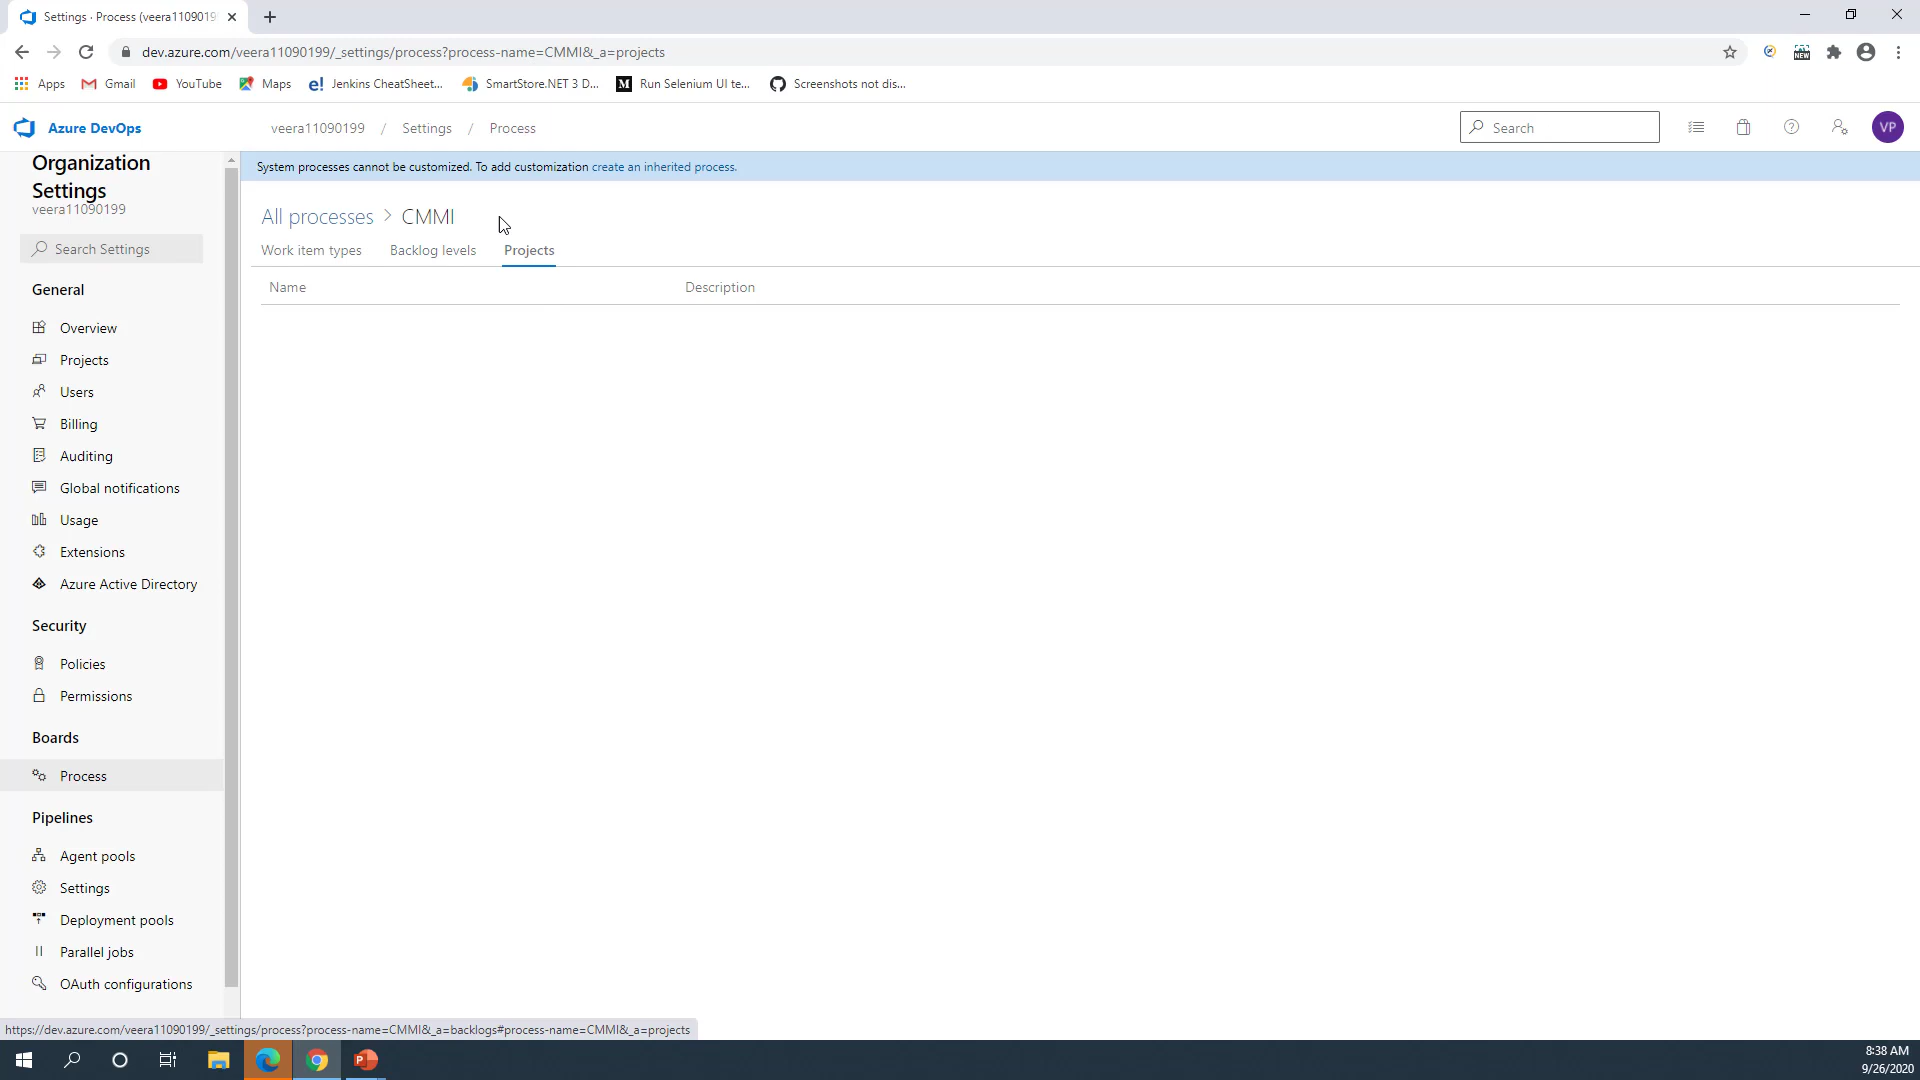 Settings · Process (veera1109019
dev.azure.com/veera11090199/_settings/process?process-name=CMMI&_a=projects
Apps
Gmail
YouTube
Maps
e!
Jenkins CheatSheet...
SmartStore.NET 3 D...
M
Run Selenium UI te...
Screenshots not dis...
NEW
Azure DevOps
veera11090199 / Settings / Process
Search
VP
Organization
Settings
veera11090199
Search Settings
General
Overview
Projects
Users
Billing
Auditing
Global notifications
Usage
Extensions
Azure Active Directory
Security
Policies
Permissions
Boards
Process
Pipelines
Agent pools
Settings
Deployment pools
Parallel jobs
OAuth configurations
System processes cannot be customized. To add customization create an inherited process.
All processes > CMMI
Work item types
Backlog levels
Projects
Name
Description
https://dev.azure.com/veera11090199/_settings/process?process-name=CMMI&_a=backlogs#process-name=CMMI&_a=projects
P
8:38 AM
9/26/2020